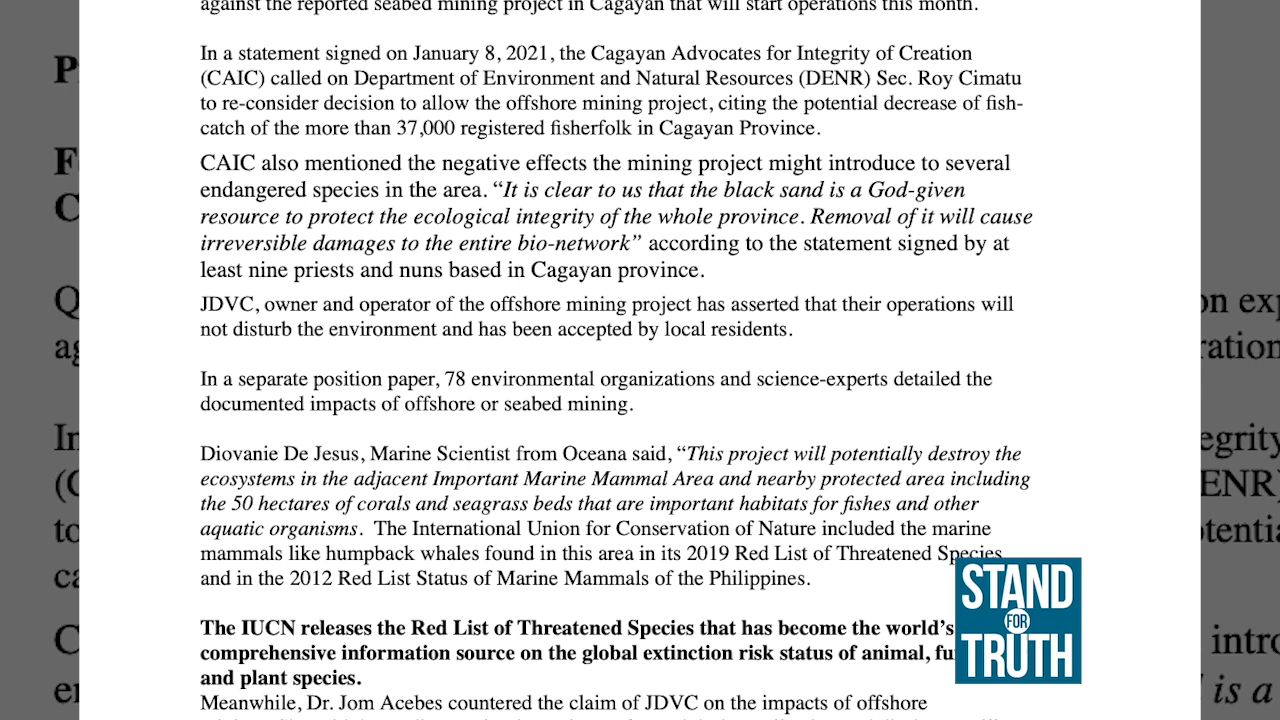 against the reported seabed mining project in Cagayan that will start operations this month.
In a statement signed on January 8, 2021, the Cagayan Advocates for Integrity of Creation
(CAIC) called on Department of Environment and Natural Resources (DENR) Sec. Roy Cimatu
to re-consider decision to allow the offshore mining project, citing the potential decrease of fish-
catch of the more than 37,000 registered fisherfolk in Cagayan Province.
CAIC also mentioned the negative effects the mining project might introduce to several
endangered species in the area. “It is clear to us that the black sand is a God-given
resource to protect the ecological integrity of the whole province. Removal of it will cause
irreversible damages to the entire bio-network” according to the statement signed by at
least nine priests and nuns based in Cagayan province.
JDVC, owner and operator of the offshore mining project has asserted that their operations will
not disturb the environment and has been accepted by local residents.
In a separate position paper, 78 environmental organizations and science-experts detailed the
documented impacts of offshore or seabed mining.
Diovanie De Jesus, Marine Scientist from Oceana said, “This project will potentially destroy the
ecosystems in the adjacent Important Marine Mammal Area and nearby protected area including
the 50 hectares of corals and seagrass beds that are important habitats for fishes and other
aquatic organisms. The International Union for Conservation of Nature included the marine
mammals like humpback whales found in this area in its 2019 Red List of Threatened Species
and in the 2012 Red List Status of Marine Mammals of the Philippines.
The IUCN releases the Red List of Threatened Species that has become the world’s
comprehensive information source on the global extinction risk status of animal,
and plant species.
Meanwhile, Dr. Jom Acebes countered the claim of JDVC on the impacts of offshore
STAND
FOR
TRUTH